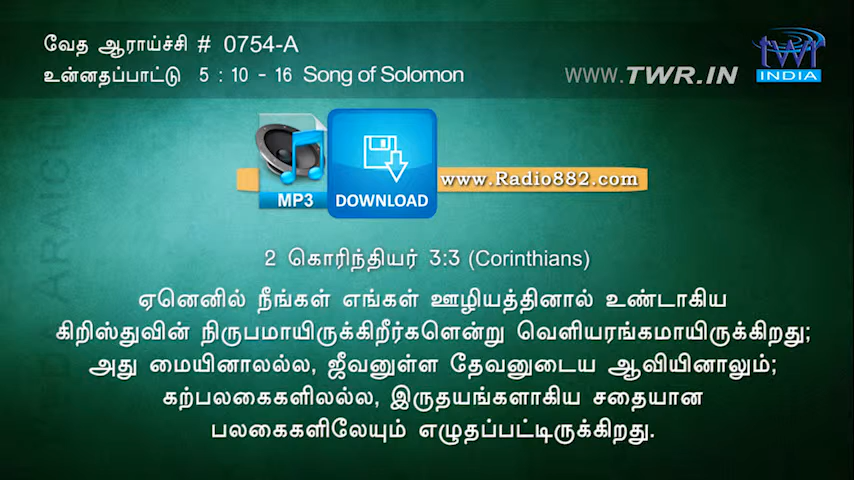 வேத ஆராய்ச்சி # 0754-A
உன்னதப்பாட்டு 5 : 10 - 16 Song of Solomon
WWW.TWR.IN
twr
INDIA
MP3
DOWNLOAD
www.Radio882.com
2 கொரிந்தியர் 3:3 (Corinthians)
ஏனெனில் நீங்கள் எங்கள் ஊழியத்தினால் உண்டாகிய
கிறிஸ்துவின் நிருபமாயிருக்கிறீர்களென்று வெளியரங்கமாயிருக்கிறது;
அது மையினாலல்ல, ஜீவனுள்ள தேவனுடைய ஆவியினாலும்;
கற்பலகைகளிலல்ல, இருதயங்களாகிய சதையான
பலகைகளிலேயும் எழுதப்பட்டிருக்கிறது.